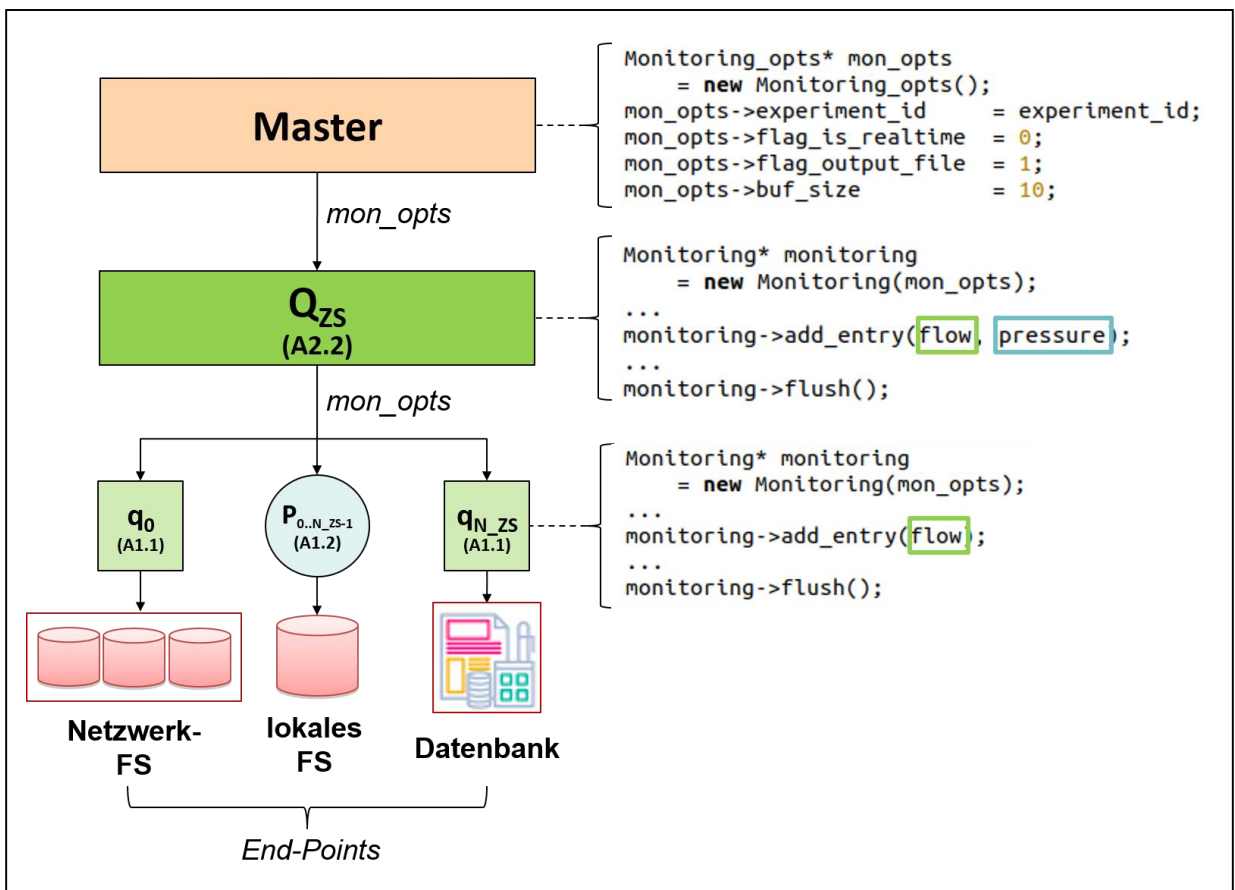 Master
Monitoring_opts* mon_opts
= new Monitoring_opts();
mon_opts->experiment_id = experiment_id;
mon_opts->flag_is_realtime = 0;
mon_opts->flag_output_file = 1;
mon_opts->buf_size = 10;
mon_opts
Q_ZS
(A2.2)
Monitoring* monitoring
= new Monitoring(mon_opts);
...
monitoring->add_entry(flow, pressure);
...
monitoring->flush();
mon_opts
q0
(A1.1)
P0..N_ZS-1
(A1.2)
qN_ZS
(A1.1)
Monitoring* monitoring
= new Monitoring(mon_opts);
...
monitoring->add_entry(flow);
...
monitoring->flush();
Netzwerk-
FS
lokales
FS
Datenbank
End-Points